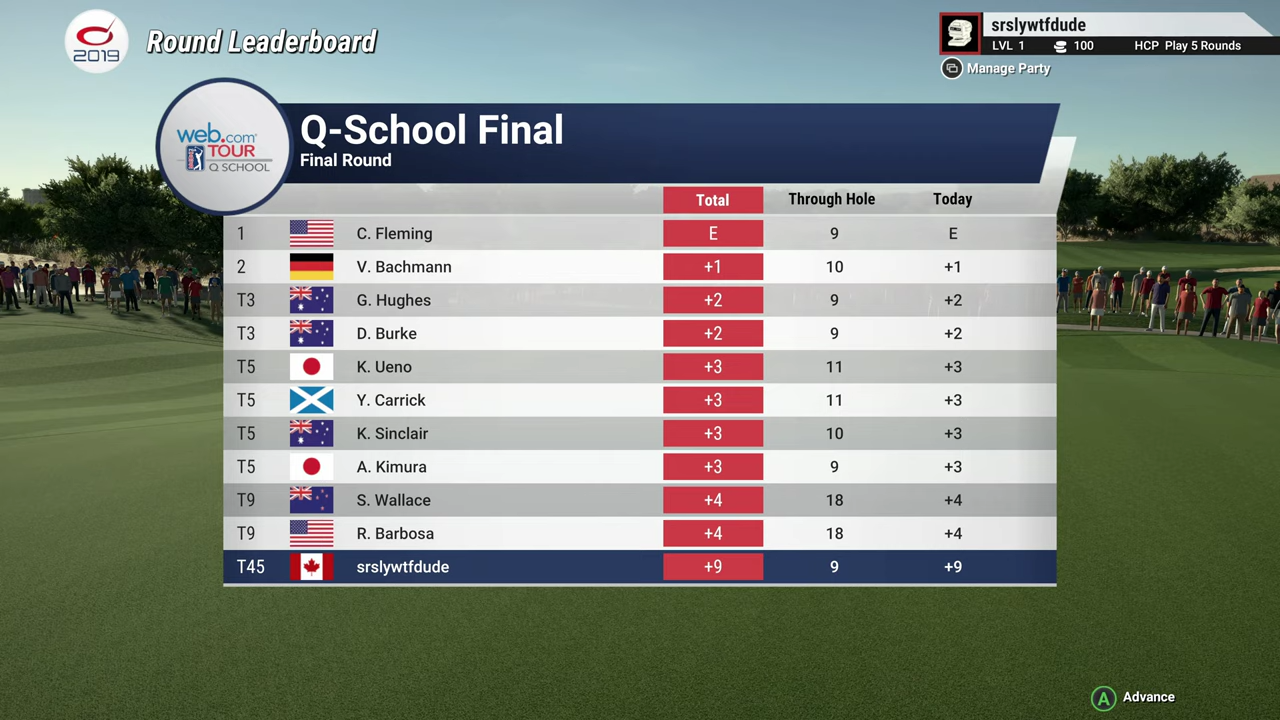 2019
Round Leaderboard
srslywtfdude
LVL 1 100 HCP Play 5 Rounds
Manage Party
web.com
TOUR
Q SCHOOL
Q-School Final
Final Round
Total Through Hole Today
1 C. Fleming E 9 E
2 V. Bachmann +1 10 +1
T3 G. Hughes +2 9 +2
T3 D. Burke +2 9 +2
T5 K. Ueno +3 11 +3
T5 Y. Carrick +3 11 +3
T5 K. Sinclair +3 10 +3
T5 A. Kimura +3 9 +3
T9 S. Wallace +4 18 +4
T9 R. Barbosa +4 18 +4
T45 srslywtfdude +9 9 +9
A Advance